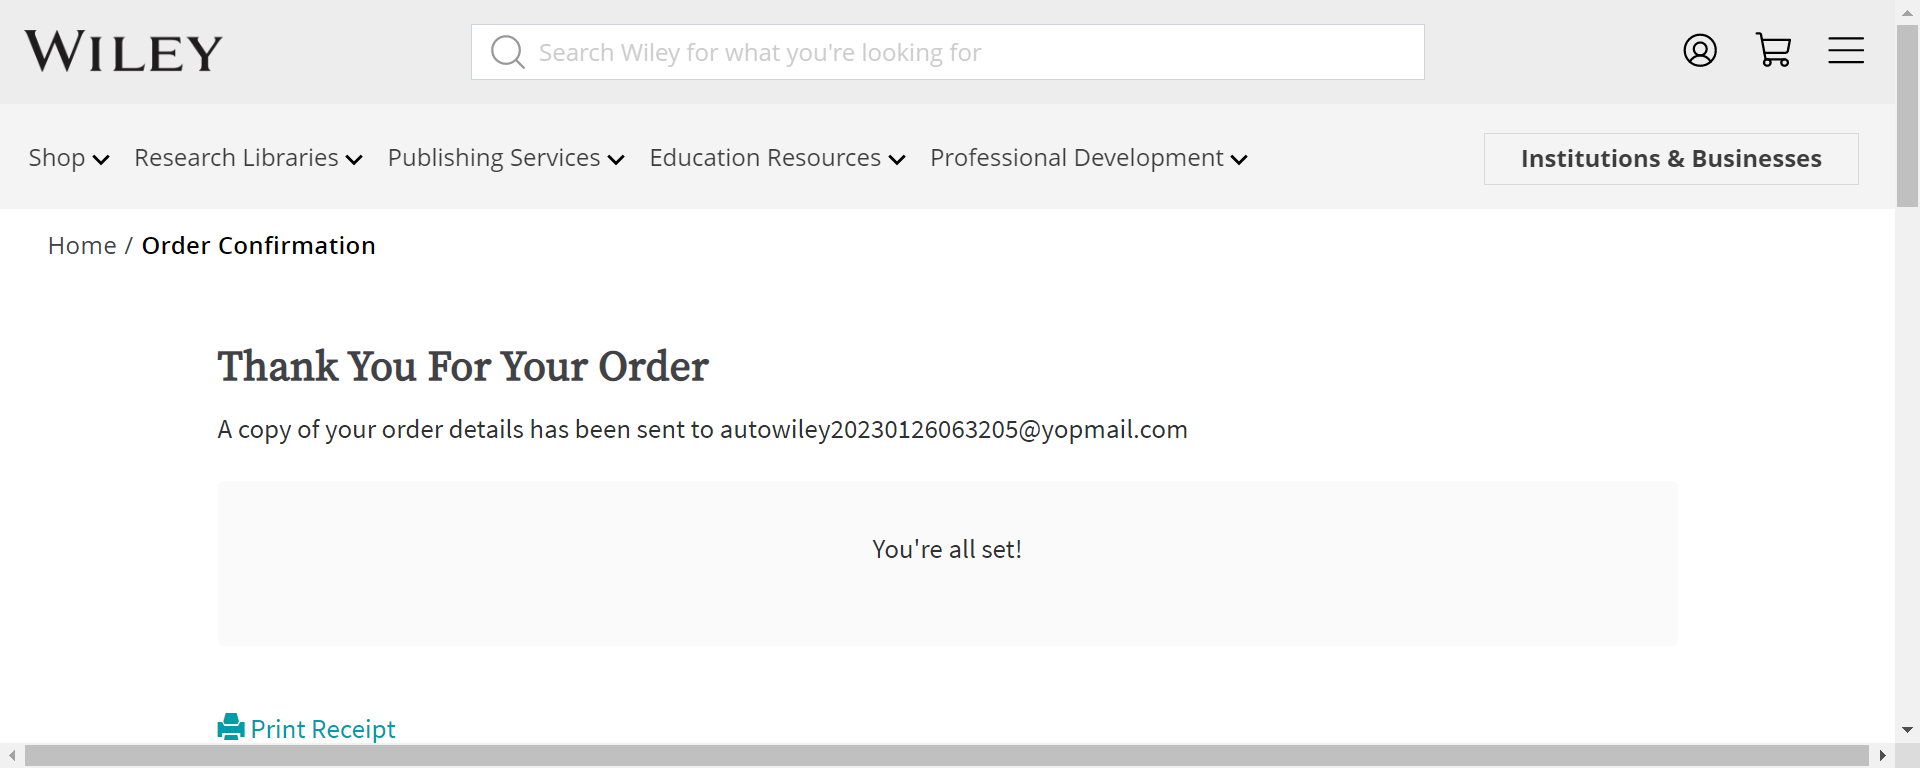 WILEY
Search Wiley for what you're looking for
Shop Research Libraries Publishing Services Education Resources Professional Development Institutions & Businesses
Home / Order Confirmation
Thank You For Your Order
A copy of your order details has been sent to autowiley20230126063205@yopmail.com
You're all set!
Print Receipt